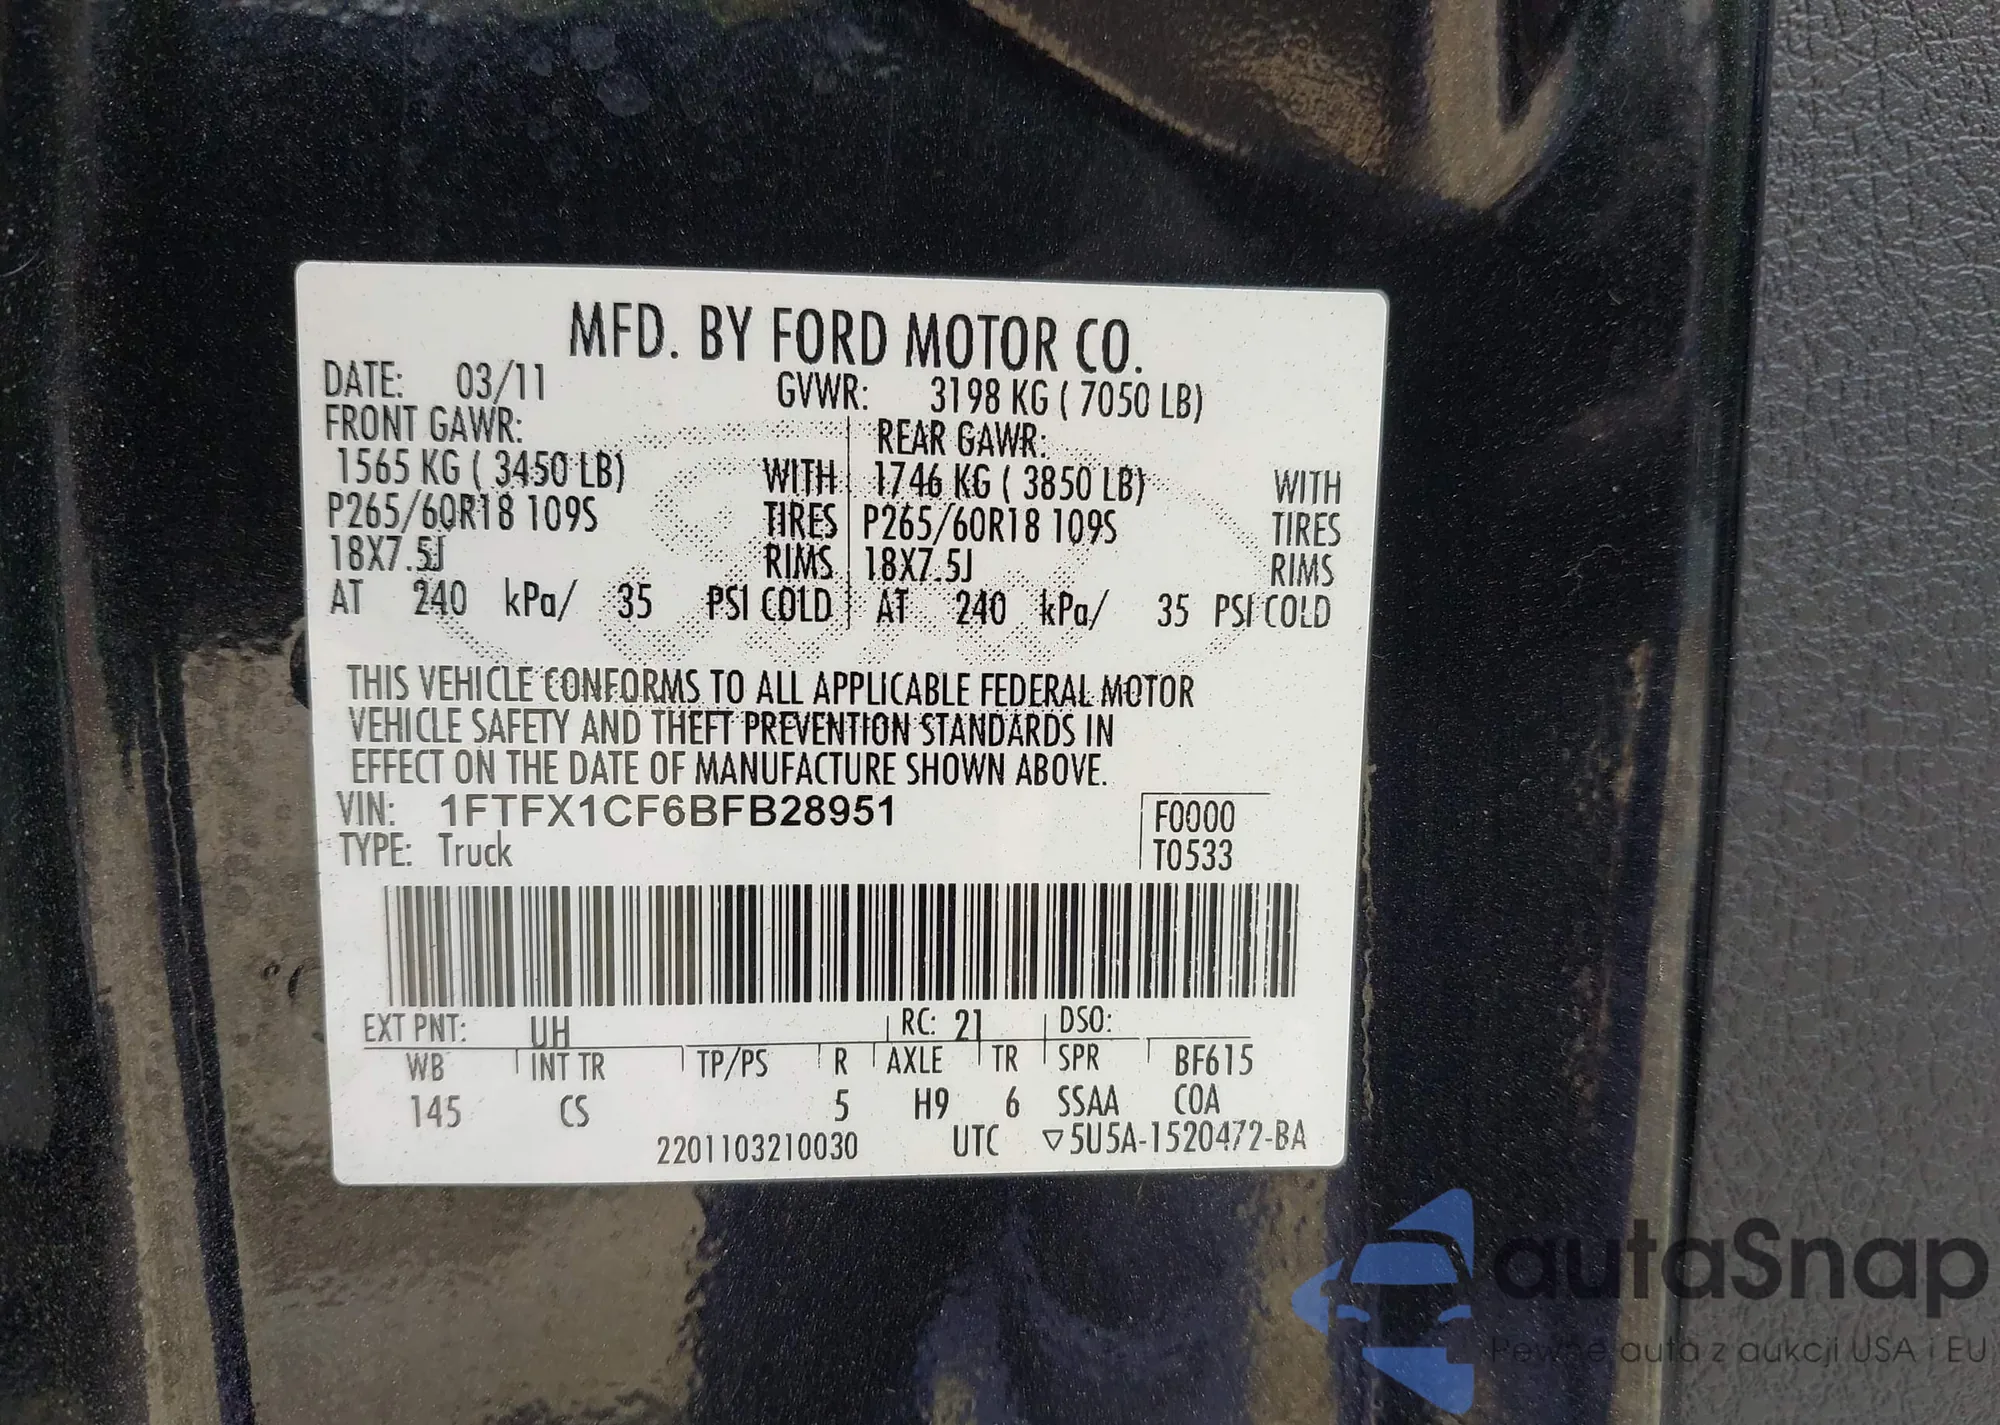 MFD. BY FORD MOTOR CO.
DATE: 03/11 GVWR: 3198 KG ( 7050 LB)
FRONT GAWR: REAR GAWR:
1565 KG ( 3450 LB) WITH 1746 KG ( 3850 LB) WITH
P265/60R18 109S TIRES P265/60R18 109S TIRES
18X7.5J RIMS 18X7.5J RIMS
AT 240 kPa/ 35 PSI COLD AT 240 kPa/ 35 PSI COLD
THIS VEHICLE CONFORMS TO ALL APPLICABLE FEDERAL MOTOR
VEHICLE SAFETY AND THEFT PREVENTION STANDARDS IN
EFFECT ON THE DATE OF MANUFACTURE SHOWN ABOVE.
VIN: 1FTFX1CF6BFB28951 F0000
TYPE: Truck T0533
EXT PNT: UH RC: 21 DSO:
WB INT TR TP/PS R AXLE TR SPR BF615
145 CS 5 H9 6 SSAA COA
2201103210030 UTC ▽5U5A-1520472-BA
autaSnap
Pewne auta z aukcji USA i EU